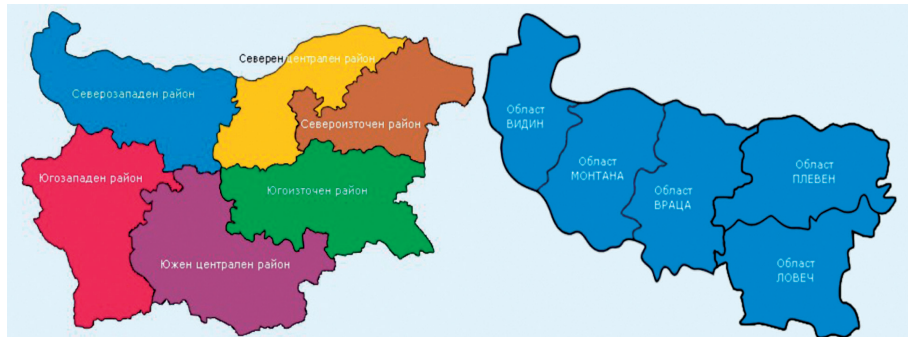 Северен централен район
Северозападен район
Североизточен район
Югозападен район
Югоизточен район
Южен централен район
Област
ВИДИН
Област
МОНТАНА
Област
ВРАЦА
Област
ПЛЕВЕН
Област
ЛОВЕЧ